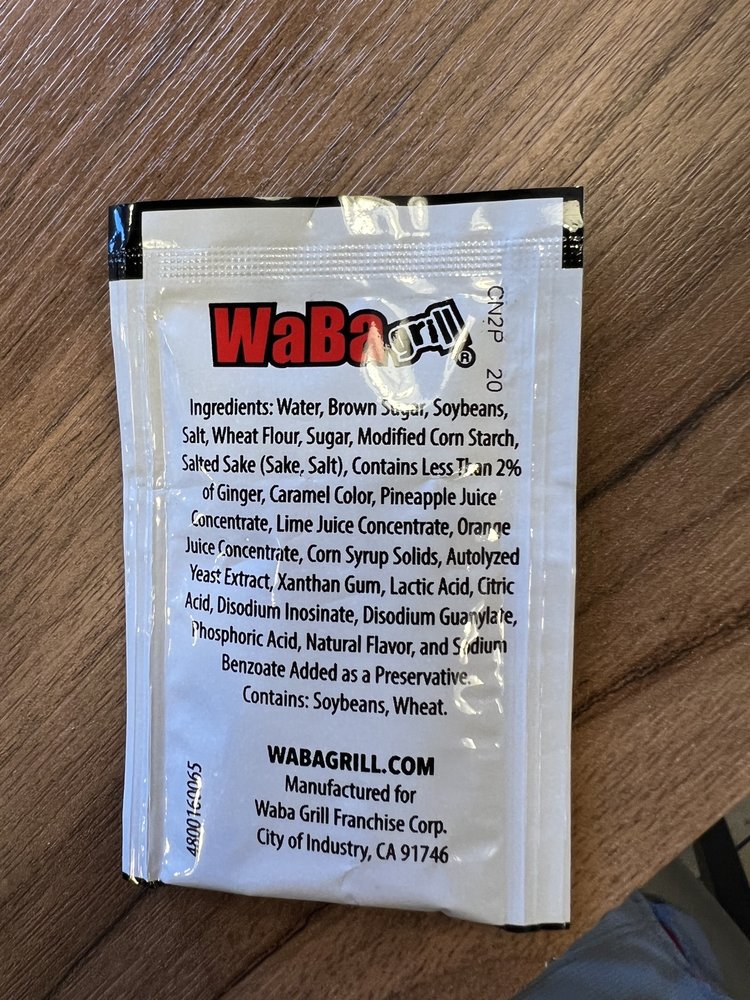 WaBa grill ®
CN2P 20
Ingredients: Water, Brown Sugar, Soybeans,
Salt, Wheat Flour, Sugar, Modified Corn Starch,
Salted Sake (Sake, Salt), Contains Less Than 2%
of Ginger, Caramel Color, Pineapple Juice
Concentrate, Lime Juice Concentrate, Orange
Juice Concentrate, Corn Syrup Solids, Autolyzed
Yeast Extract, Xanthan Gum, Lactic Acid, Citric
Acid, Disodium Inosinate, Disodium Guanylate,
Phosphoric Acid, Natural Flavor, and Sodium
Benzoate Added as a Preservative.
Contains: Soybeans, Wheat.
WABAGRILL.COM
Manufactured for
Waba Grill Franchise Corp.
City of Industry, CA 91746
4800160065